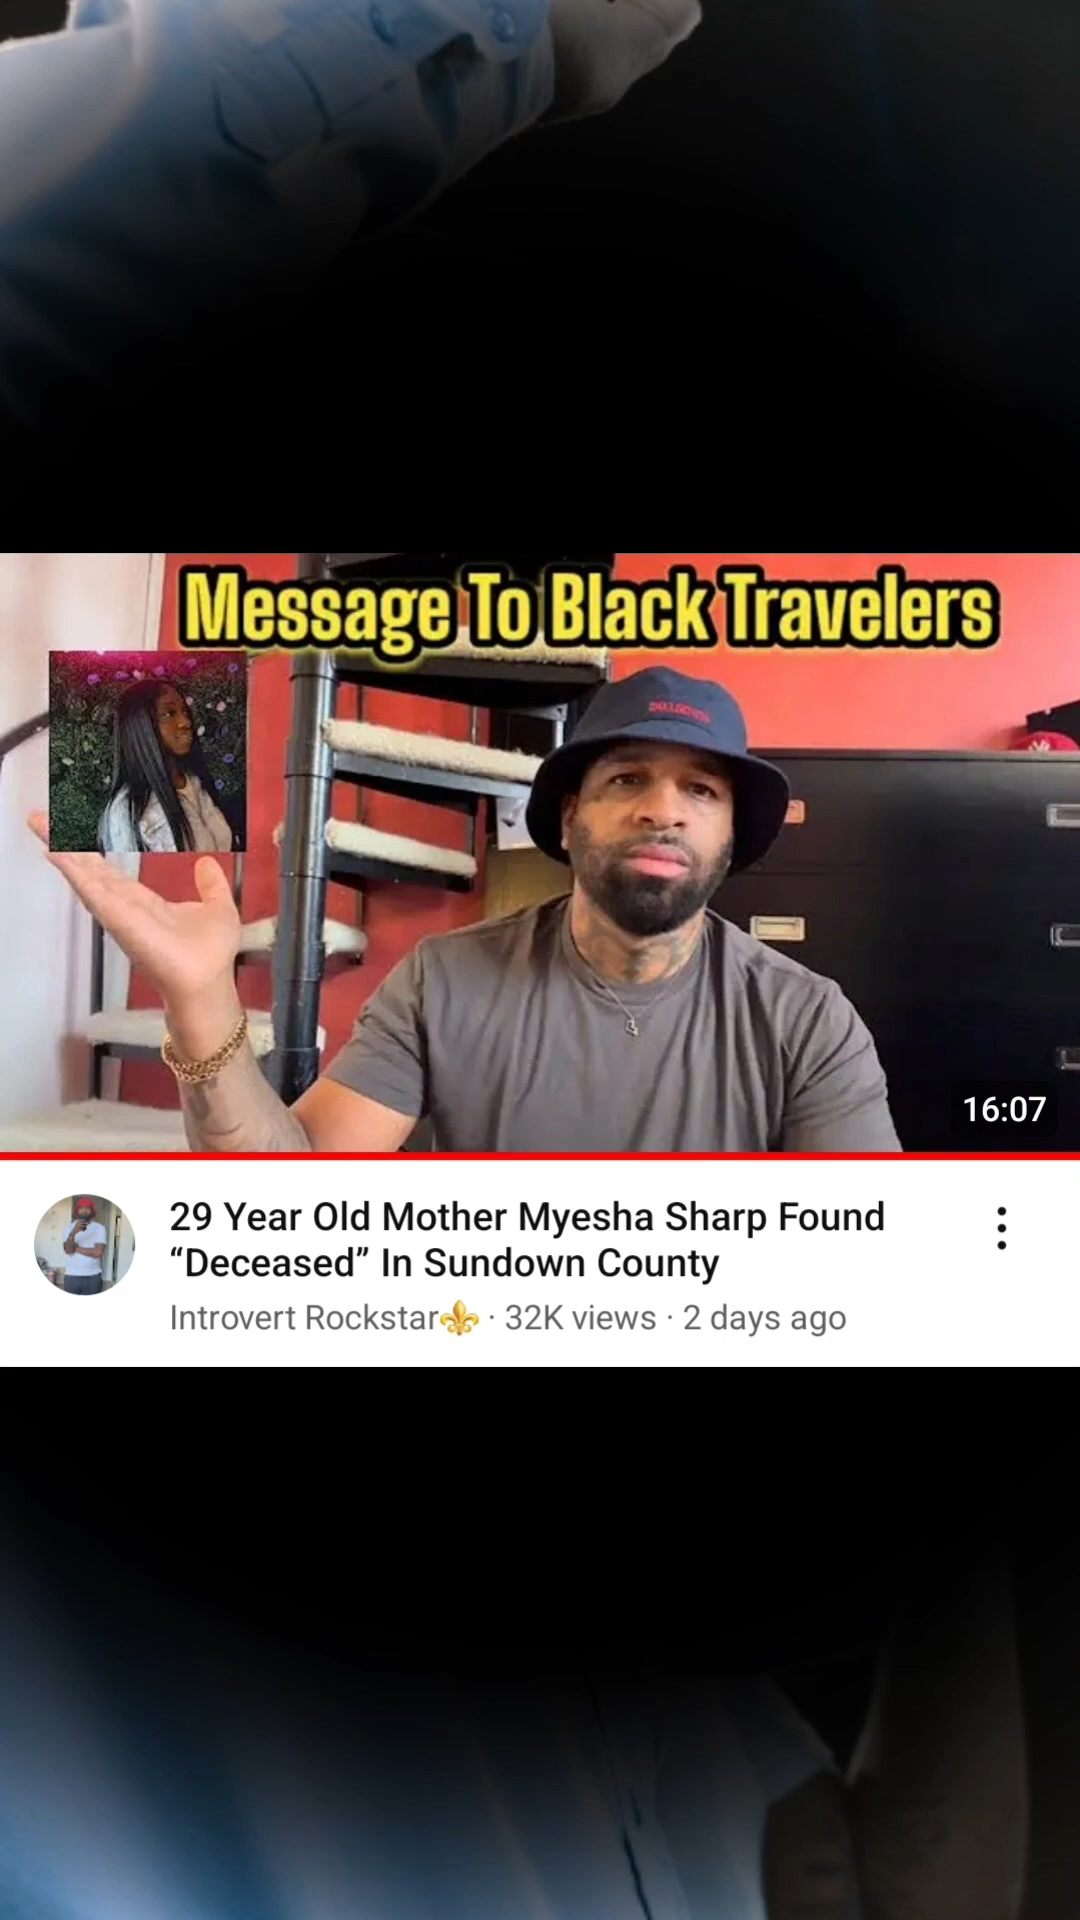 Message To Black Travelers
16:07
29 Year Old Mother Myesha Sharp Found
“Deceased” In Sundown County
Introvert Rockstar⚜️ · 32K views · 2 days ago